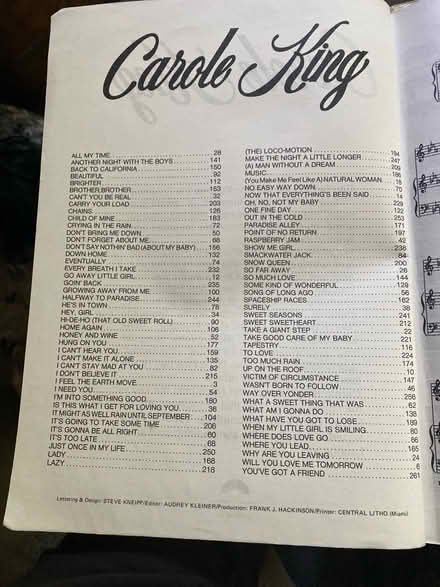 Carole King
ALL MY TIME 28
ANOTHER NIGHT WITH THE BOYS 141
BACK TO CALIFORNIA 150
BEAUTIFUL 92
BRIGHTER 112
BROTHER, BROTHER 153
CAN'T YOU BE REAL 32
CARRY YOUR LOAD 203
CHAINS 126
CHILD OF MINE 183
CRYING IN THE RAIN 72
DON'T BRING ME DOWN 50
DON'T FORGET ABOUT ME 68
DON'T SAY NOTHIN' BAD (ABOUT MY BABY) 156
DOWN HOME 132
EVENTUALLY 74
EVERY BREATH I TAKE 232
GO AWAY LITTLE GIRL 12
GOIN' BACK 235
GROWING AWAY FROM ME 100
HALFWAY TO PARADISE 244
HE'S IN TOWN 78
HEY, GIRL 34
HI-DE-HO (THAT OLD SWEET ROLL) 90
HOME AGAIN 106
HONEY AND WINE 52
HUNG ON YOU 177
I CAN'T HEAR YOU 159
I CAN'T MAKE IT ALONE 135
I CAN'T STAY MAD AT YOU 82
I DON'T BELIEVE IT 215
I FEEL THE EARTH MOVE 3
I NEED YOU 54
I'M INTO SOMETHING GOOD 180
IS THIS WHAT I GET FOR LOVING YOU 36
IT MIGHT AS WELL RAIN UNTIL SEPTEMBER 104
IT'S GOING TO TAKE SOME TIME 206
IT'S GONNA BE ALL RIGHT 60
IT'S TOO LATE 68
JUST ONCE IN MY LIFE 250
LADY 168
LAZY 218
(THE) LOCO-MOTION 194
MAKE THE NIGHT A LITTLE LONGER 247
(A) MAN WITHOUT A DREAM 209
MUSIC 186
(You Make Me Feel Like A) NATURAL WOMAN 18
NO EASY WAY DOWN 70
NOW THAT EVERYTHING'S BEEN SAID 14
OH, NO, NOT MY BABY 229
ONE FINE DAY 122
OUT IN THE COLD 253
PARADISE ALLEY 171
POINT OF NO RETURN 197
RASPBERRY JAM 42
SHOW ME GIRL 238
SMACKWATER JACK 84
SNOW QUEEN 200
SO FAR AWAY 26
SO MUCH LOVE 144
SOME KIND OF WONDERFUL 129
SONG OF LONG AGO 56
SPACESHIP RACES 162
SURELY 38
SWEET SEASONS 241
SWEET SWEETHEART 212
TAKE A GIANT STEP 22
TAKE GOOD CARE OF MY BABY 221
TAPESTRY 116
TO LOVE 224
TOO MUCH RAIN 174
UP ON THE ROOF 10
VICTIM OF CIRCUMSTANCE 147
WASN'T BORN TO FOLLOW 46
WAY OVER YONDER 256
WHAT A SWEET THING THAT WAS 62
WHAT AM I GONNA DO 138
WHAT HAVE YOU GOT TO LOSE 189
WHEN MY LITTLE GIRL IS SMILING 80
WHERE DOES LOVE GO 66
WHERE YOU LEAD 165
WHY ARE YOU LEAVING 24
WILL YOU LOVE ME TOMORROW 6
YOU'VE GOT A FRIEND 261
Lettering & Design: STEVE KNEIPP/Editor: AUDREY KLEINER/Production: FRANK J. HACKINSON/Printer: CENTRAL LITHO (Miami)